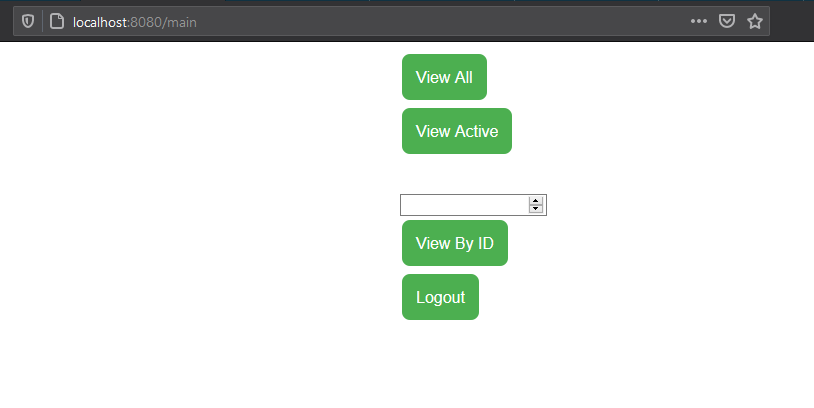 localhost:8080/main
View All
View Active
View By ID
Logout